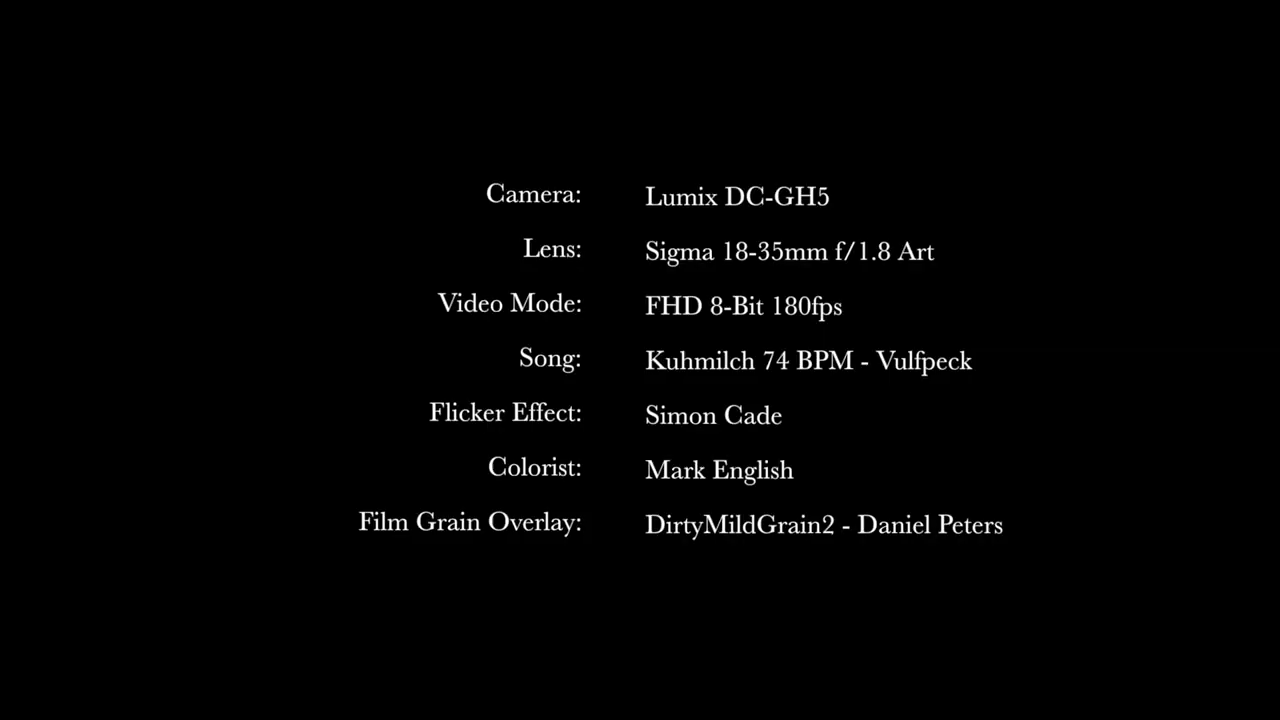 Camera: Lumix DC-GH5
Lens: Sigma 18-35mm f/1.8 Art
Video Mode: FHD 8-Bit 180fps
Song: Kuhmilch 74 BPM - Vulfpeck
Flicker Effect: Simon Cade
Colorist: Mark English
Film Grain Overlay: DirtyMildGrain2 - Daniel Peters